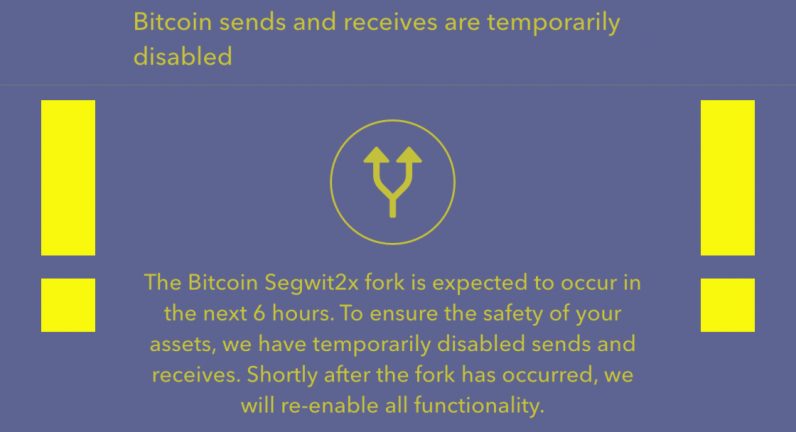 Bitcoin sends and receives are temporarily
disabled
The Bitcoin Segwit2x fork is expected to occur in
the next 6 hours. To ensure the safety of your
assets, we have temporarily disabled sends and
receives. Shortly after the fork has occurred, we
will re-enable all functionality.